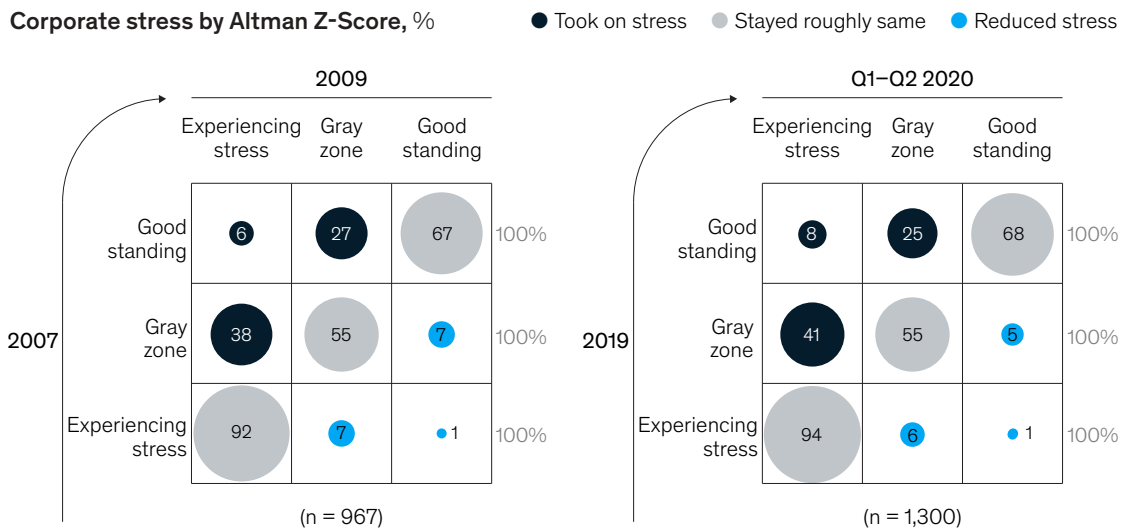 Corporate stress by Altman Z-Score, %
Took on stress Stayed roughly same Reduced stress
2009
Experiencing stress Gray zone Good standing
2007
Good standing 6 27 67 100%
Gray zone 38 55 7 100%
Experiencing stress 92 7 1 100%
(n = 967)
Q1–Q2 2020
Experiencing stress Gray zone Good standing
2019
Good standing 8 25 68 100%
Gray zone 41 55 5 100%
Experiencing stress 94 6 1 100%
(n = 1,300)